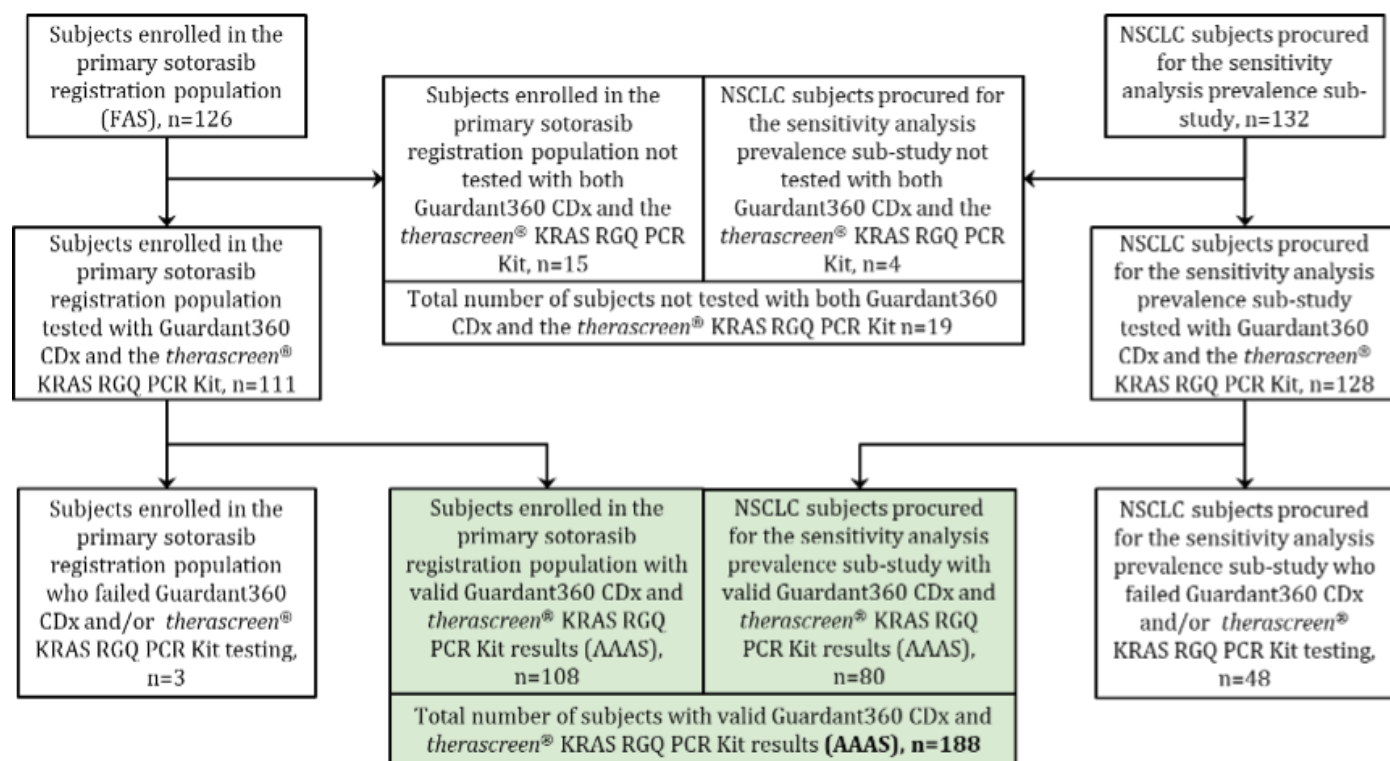 Subjects enrolled in the
primary sotorasib
registration population
(FAS), n=126
NSCLC subjects procured
for the sensitivity
analysis prevalence sub-
study, n=132
Subjects enrolled in the
primary sotorasib
registration population not
tested with both
Guardant360 CDx and the
therascreen® KRAS RGQ PCR
Kit, n=15
NSCLC subjects procured for
the sensitivity analysis
prevalence sub-study not
tested with both
Guardant360 CDx and the
therascreen® KRAS RGQ PCR
Kit, n=4
Total number of subjects not tested with both Guardant360
CDx and the therascreen® KRAS RGQ PCR Kit n=19
Subjects enrolled in the
primary sotorasib
registration population
tested with Guardant360
CDx and the therascreen®
KRAS RGQ PCR Kit, n=111
NSCLC subjects procured
for the sensitivity analysis
prevalence sub-study
tested with Guardant360
CDx and the therascreen®
KRAS RGQ PCR Kit, n=128
Subjects enrolled in the
primary sotorasib
registration population
who failed Guardant360
CDx and/or therascreen®
KRAS RGQ PCR Kit testing,
n=3
Subjects enrolled in the
primary sotorasib
registration population with
valid Guardant360 CDx and
therascreen® KRAS RGQ
PCR Kit results (AAAS),
n=108
NSCLC subjects procured
for the sensitivity analysis
prevalence sub-study with
valid Guardant360 CDx and
therascreen® KRAS RGQ
PCR Kit results (AAAS),
n=80
Total number of subjects with valid Guardant360 CDx and
therascreen® KRAS RGQ PCR Kit results (AAAS), n=188
NSCLC subjects procured
for the sensitivity analysis
prevalence sub-study who
failed Guardant360 CDx
and/or therascreen®
KRAS RGQ PCR Kit testing,
n=48